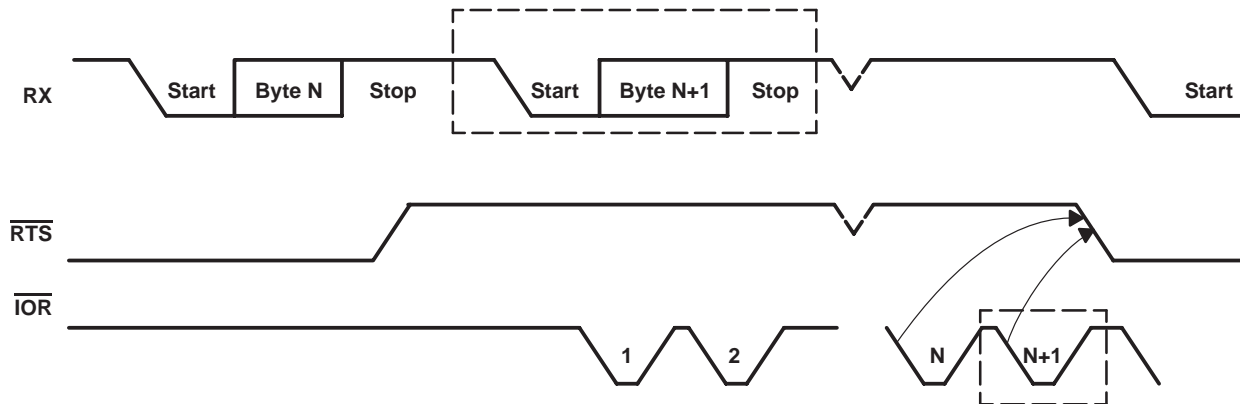 RX Start Byte N Stop Start Byte N+1 Stop Start
RTS
IOR
1 2 N N+1